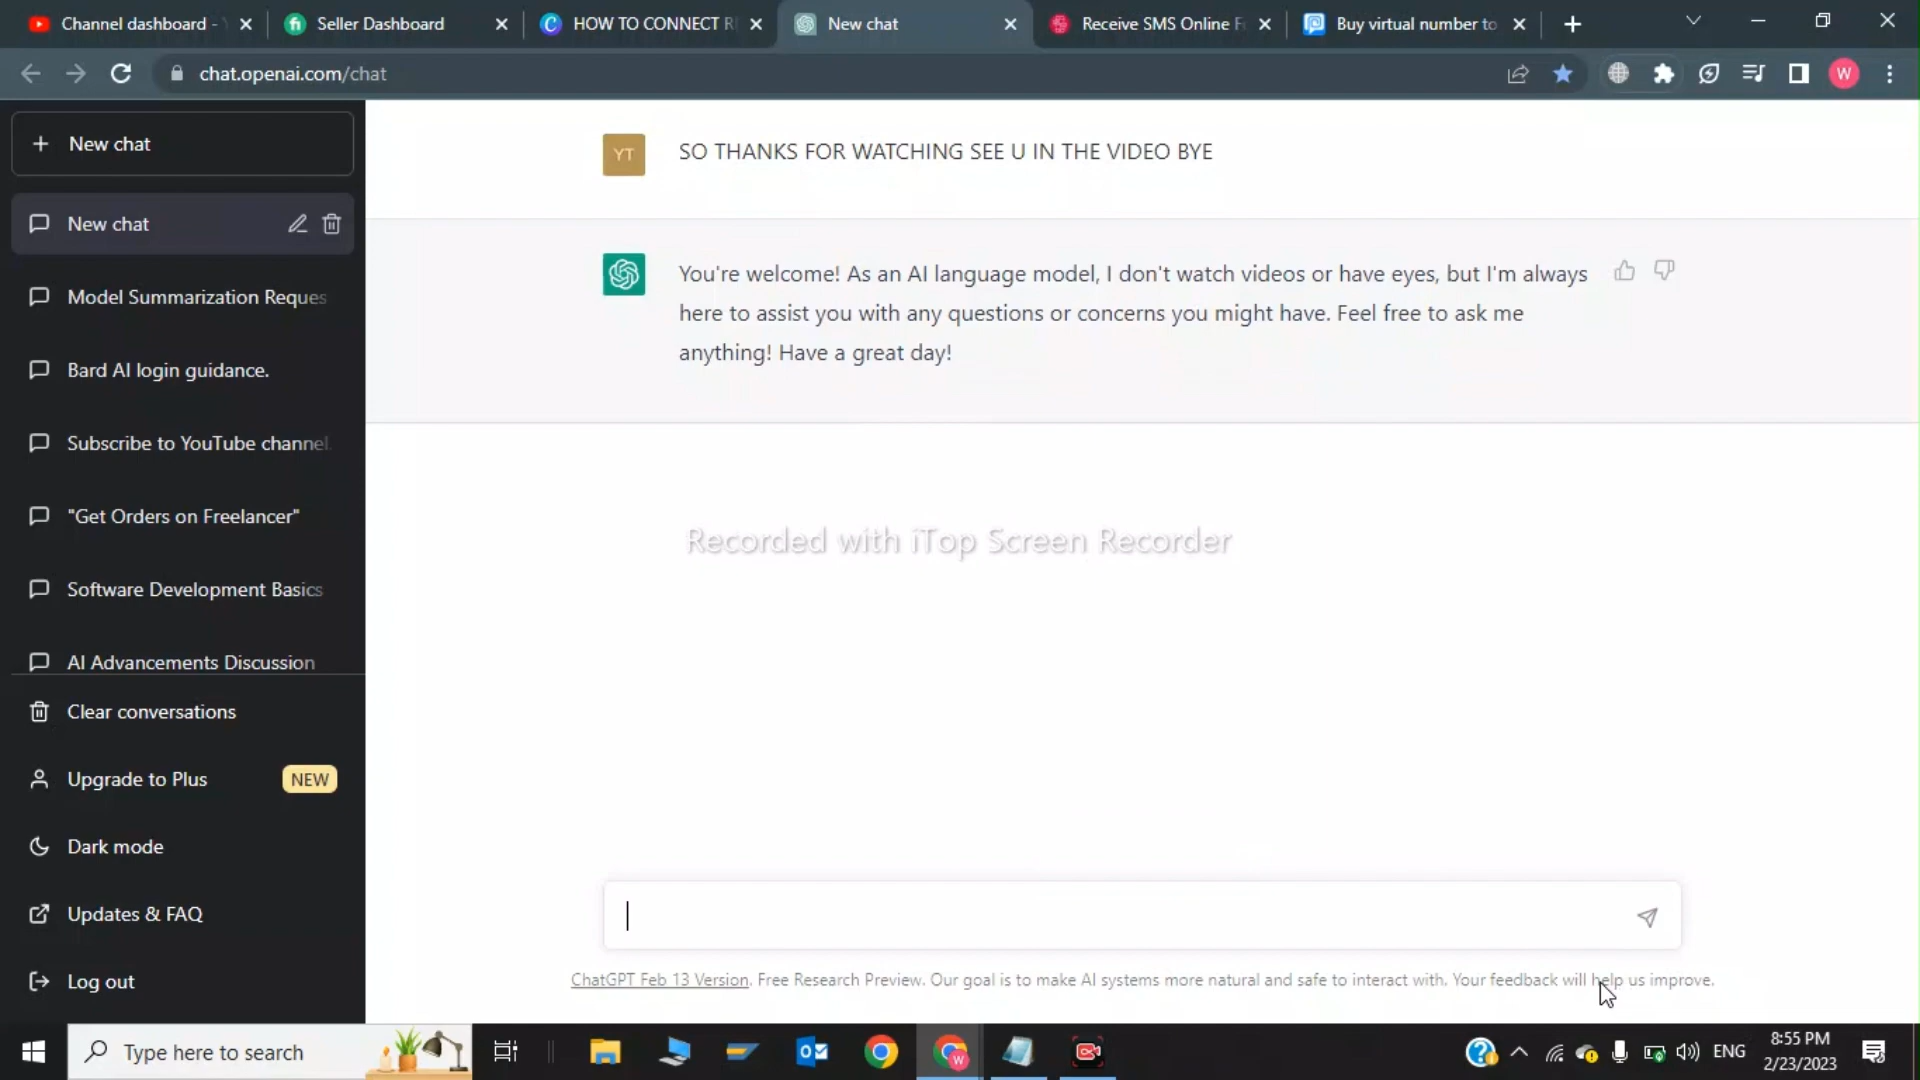 Channel dashboard -
Seller Dashboard
HOW TO CONNECT R
New chat
Receive SMS Online F
Buy virtual number to
chat.openai.com/chat
W
New chat
New chat
Model Summarization Reques
Bard AI login guidance.
Subscribe to YouTube channel.
"Get Orders on Freelancer"
Software Development Basics
AI Advancements Discussion
Clear conversations
Upgrade to Plus NEW
Dark mode
Updates & FAQ
Log out
YT SO THANKS FOR WATCHING SEE U IN THE VIDEO BYE
You're welcome! As an AI language model, I don't watch videos or have eyes, but I'm always
here to assist you with any questions or concerns you might have. Feel free to ask me
anything! Have a great day!
Recorded with iTop Screen Recorder
ChatGPT Feb 13 Version. Free Research Preview. Our goal is to make AI systems more natural and safe to interact with. Your feedback will help us improve.
Type here to search
ENG
8:55 PM
2/23/2023